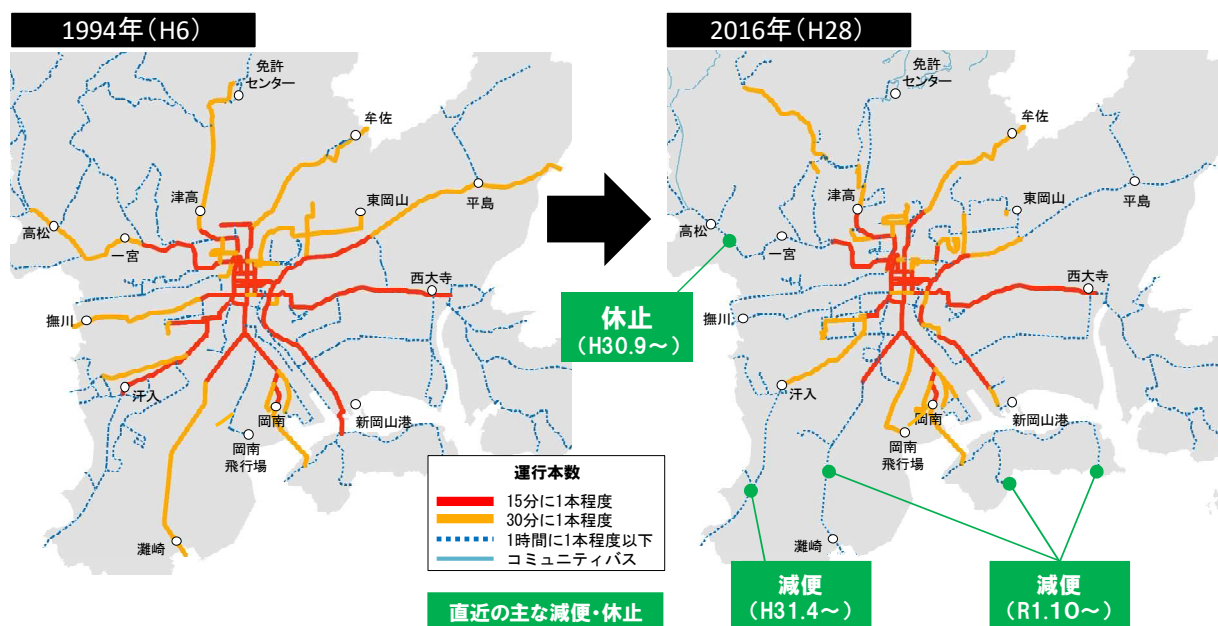 1994年(H6)
免許
センター
牟佐
津高
東岡山
平島
高松
一宮
西大寺
撫川
汗入
岡南
新岡山港
岡南
飛行場
灘崎
運行本数
15分に1本程度
30分に1本程度
1時間に1本程度以下
コミュニティバス
直近の主な減便・休止
2016年(H28)
免許
センター
牟佐
津高
東岡山
平島
高松
一宮
西大寺
休止
(H30.9~)
撫川
汗入
岡南
新岡山港
岡南
飛行場
灘崎
減便
(H31.4~)
減便
(R1.10~)